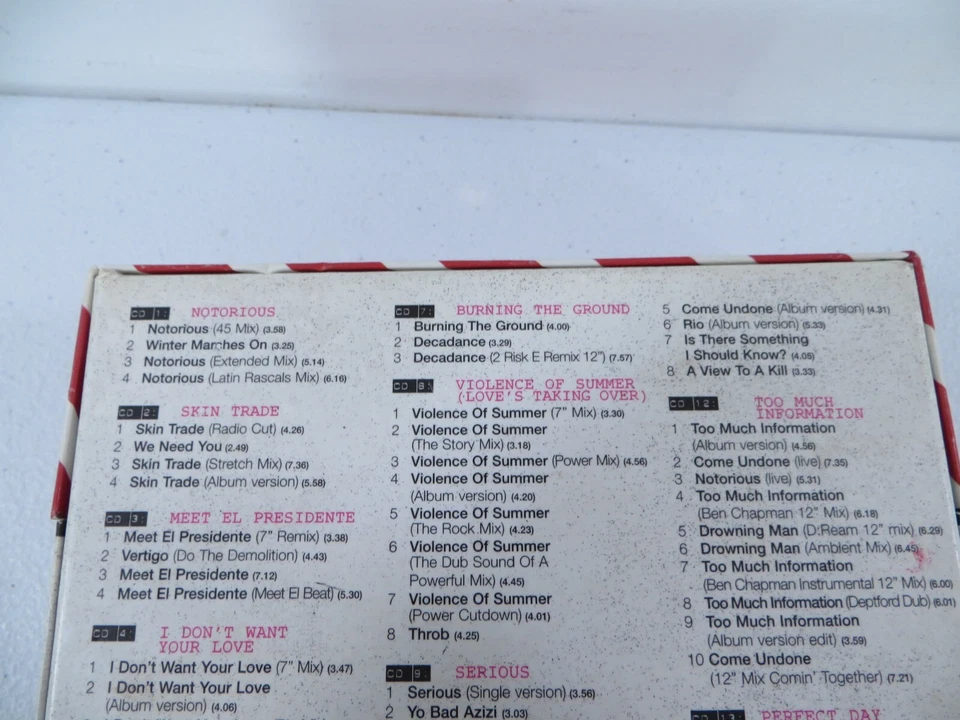 CD 1: NOTORIOUS
1 Notorious (45 Mix) (3.58)
2 Winter Marches On (3.25)
3 Notorious (Extended Mix) (5.14)
4 Notorious (Latin Rascals Mix) (6.16)
CD 2: SKIN TRADE
1 Skin Trade (Radio Cut) (4.26)
2 We Need You (2.49)
3 Skin Trade (Stretch Mix) (7.36)
4 Skin Trade (Album version) (5.58)
CD 3: MEET EL PRESIDENTE
1 Meet El Presidente (7" Remix) (3.38)
2 Vertigo (Do The Demolition) (4.43)
3 Meet El Presidente (7.12)
4 Meet El Presidente (Meet El Beat) (5.30)
CD 4: I DON'T WANT
YOUR LOVE
1 I Don't Want Your Love (7" Mix) (3.47)
2 I Don't Want Your Love
(Album version) (4.06)
CD 7: BURNING THE GROUND
1 Burning The Ground (4.00)
2 Decadance (3.29)
3 Decadance (2 Risk E Remix 12") (7.57)
CD 8: VIOLENCE OF SUMMER
(LOVE'S TAKING OVER)
1 Violence Of Summer (7" Mix) (3.30)
2 Violence Of Summer
(The Story Mix) (3.18)
3 Violence Of Summer (Power Mix) (4.56)
4 Violence Of Summer
(Album version) (4.20)
5 Violence Of Summer
(The Rock Mix) (4.23)
6 Violence Of Summer
(The Dub Sound Of A
Powerful Mix) (4.45)
7 Violence Of Summer
(Power Cutdown) (4.01)
8 Throb (4.25)
CD 9: SERIOUS
1 Serious (Single version) (3.56)
2 Yo Bad Azizi (3.03)
5 Come Undone (Album version) (4.31)
6 Rio (Album version) (5.33)
7 Is There Something
I Should Know? (4.05)
8 A View To A Kill (3.33)
CD 12: TOO MUCH
INFORMATION
1 Too Much Information
(Album version) (4.56)
2 Come Undone (live) (7.35)
3 Notorious (live) (5.31)
4 Too Much Information
(Ben Chapman 12" Mix) (6.18)
5 Drowning Man (D:Ream 12" mix) (6.29)
6 Drowning Man (Ambient Mix) (6.45)
7 Too Much Information
(Ben Chapman Instrumental 12" Mix) (6.00)
8 Too Much Information (Deptford Dub) (6.01)
9 Too Much Information
(Album version edit) (3.59)
10 Come Undone
(12" Mix Comin' Together) (7.21)
CD 13: PERFECT DAY